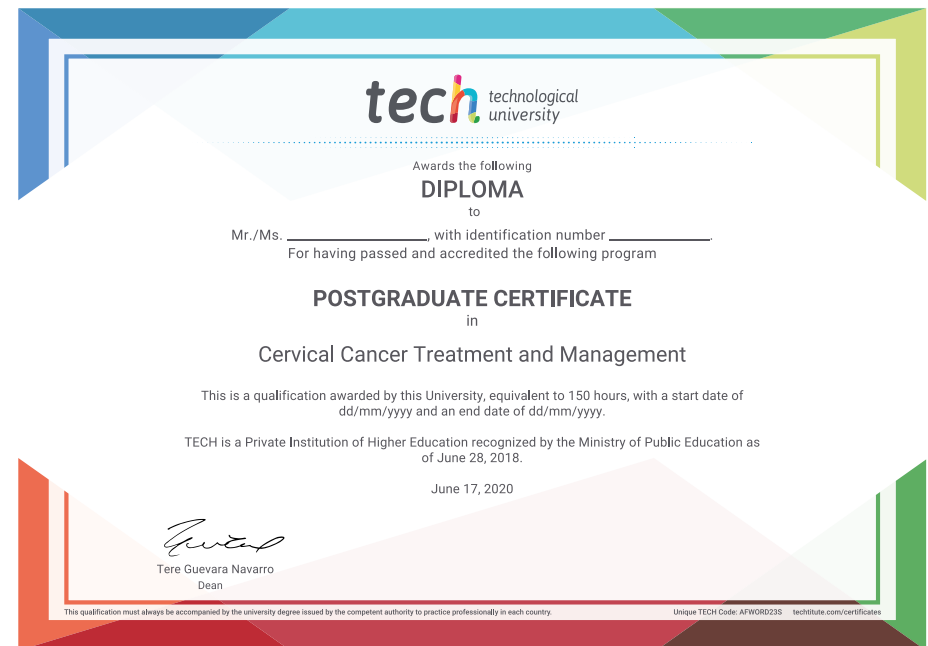 tech technological
university
Awards the following
DIPLOMA
to
Mr./Ms. ____________________, with identification number ______________.
For having passed and accredited the following program
POSTGRADUATE CERTIFICATE
in
Cervical Cancer Treatment and Management
This is a qualification awarded by this University, equivalent to 150 hours, with a start date of
dd/mm/yyyy and an end date of dd/mm/yyyy.
TECH is a Private Institution of Higher Education recognized by the Ministry of Public Education as
of June 28, 2018.
June 17, 2020
Tere Guevara Navarro
Dean
This qualification must always be accompanied by the university degree issued by the competent authority to practice professionally in each country.
Unique TECH Code: AFWORD23S techtitute.com/certificates